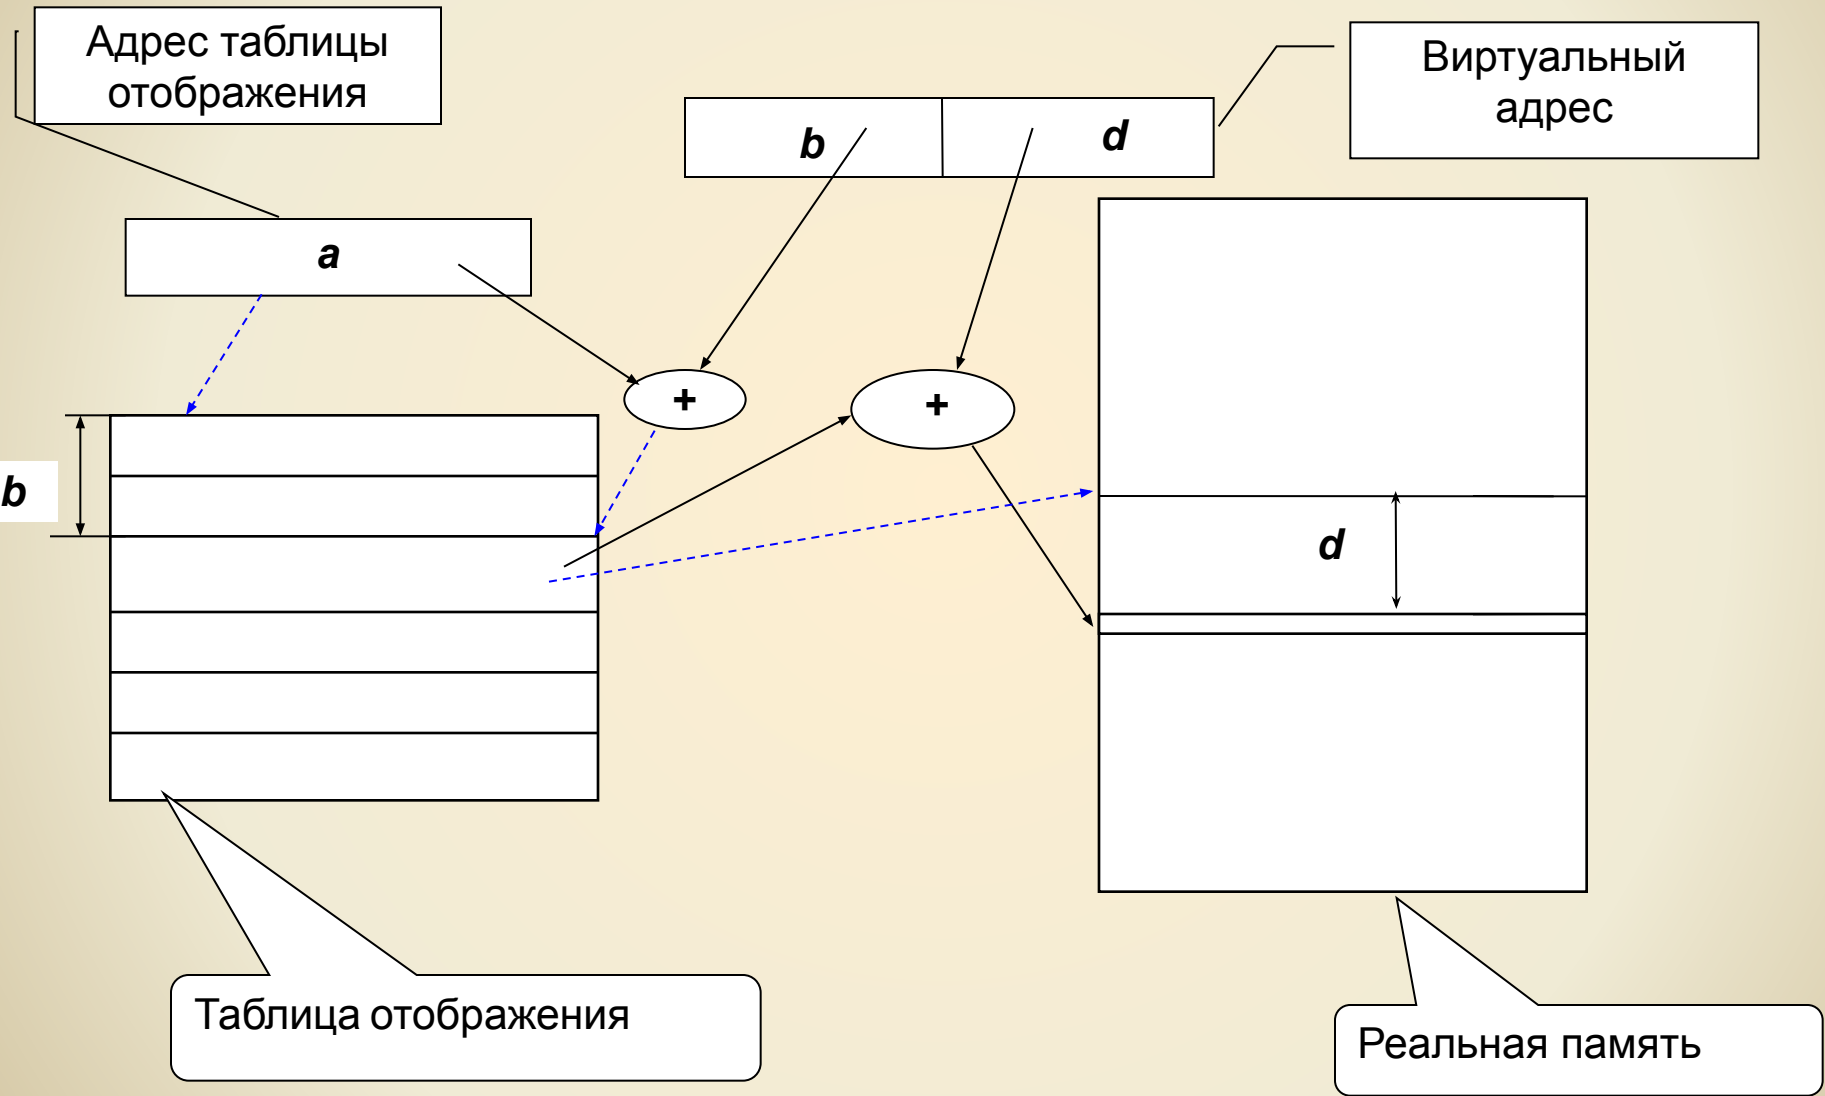 Адрес таблицы
отображения
Виртуальный
адрес
b
d
a
+
+
b
d
Таблица отображения
Реальная память